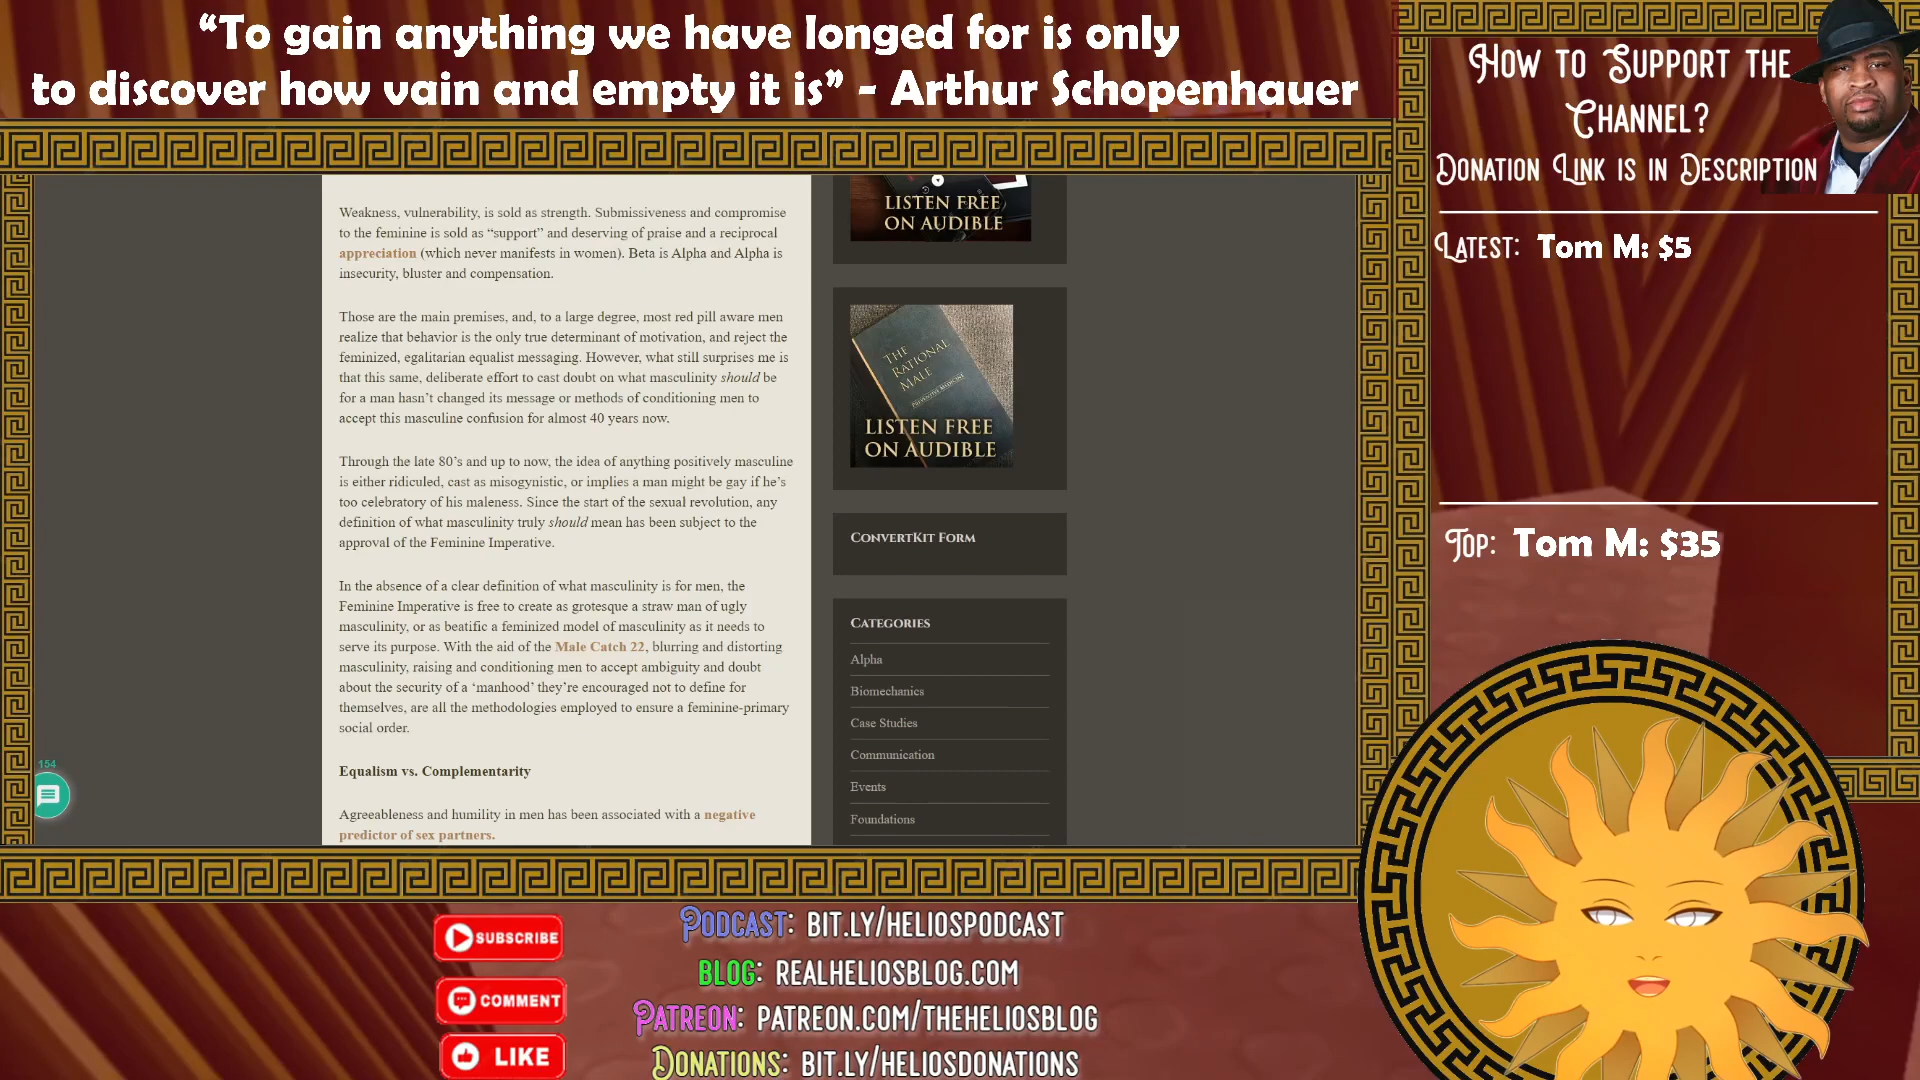 “To gain anything we have longed for is only
to discover how vain and empty it is” - Arthur Schopenhauer
How to Support the
Channel?
Donation Link is in Description
Latest: Tom M: $5
Top: Tom M: $35
Weakness, vulnerability, is sold as strength. Submissiveness and compromise
to the feminine is sold as “support” and deserving of praise and a reciprocal
appreciation (which never manifests in women). Beta is Alpha and Alpha is
insecurity, bluster and compensation.
Those are the main premises, and, to a large degree, most red pill aware men
realize that behavior is the only true determinant of motivation, and reject the
feminized, egalitarian equalist messaging. However, what still surprises me is
that this same, deliberate effort to cast doubt on what masculinity should be
for a man hasn’t changed its message or methods of conditioning men to
accept this masculine confusion for almost 40 years now.
Through the late 80’s and up to now, the idea of anything positively masculine
is either ridiculed, cast as misogynistic, or implies a man might be gay if he’s
too celebratory of his maleness. Since the start of the sexual revolution, any
definition of what masculinity truly should mean has been subject to the
approval of the Feminine Imperative.
In the absence of a clear definition of what masculinity is for men, the
Feminine Imperative is free to create as grotesque a straw man of ugly
masculinity, or as beatific a feminized model of masculinity as it needs to
serve its purpose. With the aid of the Male Catch 22, blurring and distorting
masculinity, raising and conditioning men to accept ambiguity and doubt
about the security of a ‘manhood’ they’re encouraged not to define for
themselves, are all the methodologies employed to ensure a feminine-primary
social order.
Equalism vs. Complementarity
Agreeableness and humility in men has been associated with a negative
predictor of sex partners.
LISTEN FREE
ON AUDIBLE
THE
RATIONAL
MALE
PREVENTIVE MEDICINE
LISTEN FREE
ON AUDIBLE
ConvertKit Form
Categories
Alpha
Biomechanics
Case Studies
Communication
Events
Foundations
154
SUBSCRIBE
COMMENT
LIKE
Podcast: bit.ly/heliospodcast
Blog: realheliosblog.com
Patreon: patreon.com/theheliosblog
Donations: bit.ly/heliosdonations